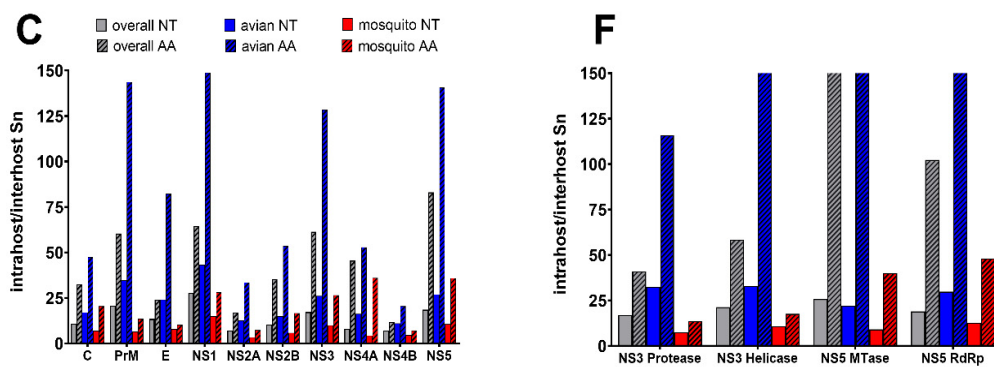 C
overall NT avian NT mosquito NT
overall AA avian AA mosquito AA
intrahost/interhost Sn
150
125
100
75
50
25
0
C PrM E NS1 NS2A NS2B NS3 NS4A NS4B NS5
F
intrahost/interhost Sn
150
125
100
75
50
25
0
NS3 Protease NS3 Helicase NS5 MTase NS5 RdRp